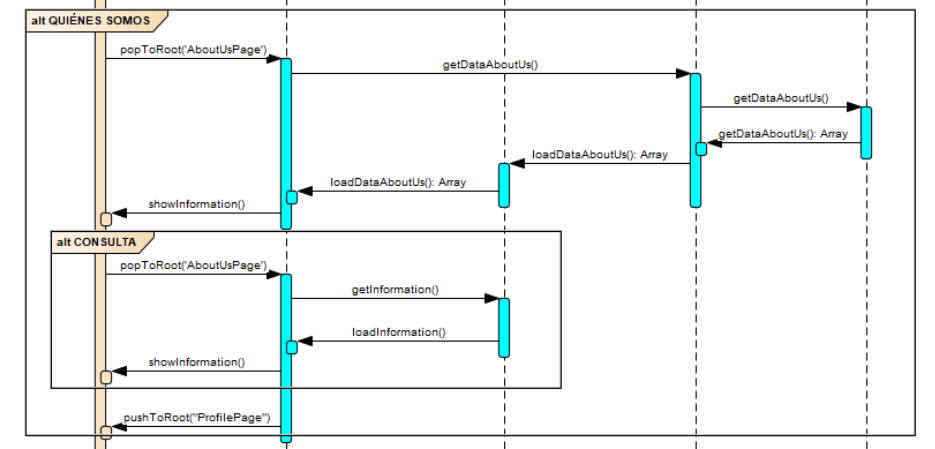 alt QUIÉNES SOMOS
popToRoot('AboutUsPage')
getDataAboutUs()
getDataAboutUs()
getDataAboutUs(): Array
loadDataAboutUs(): Array
loadDataAboutUs(): Array
showInformation()
alt CONSULTA
popToRoot('AboutUsPage')
getInformation()
loadInformation()
showInformation()
pushToRoot("ProfilePage")